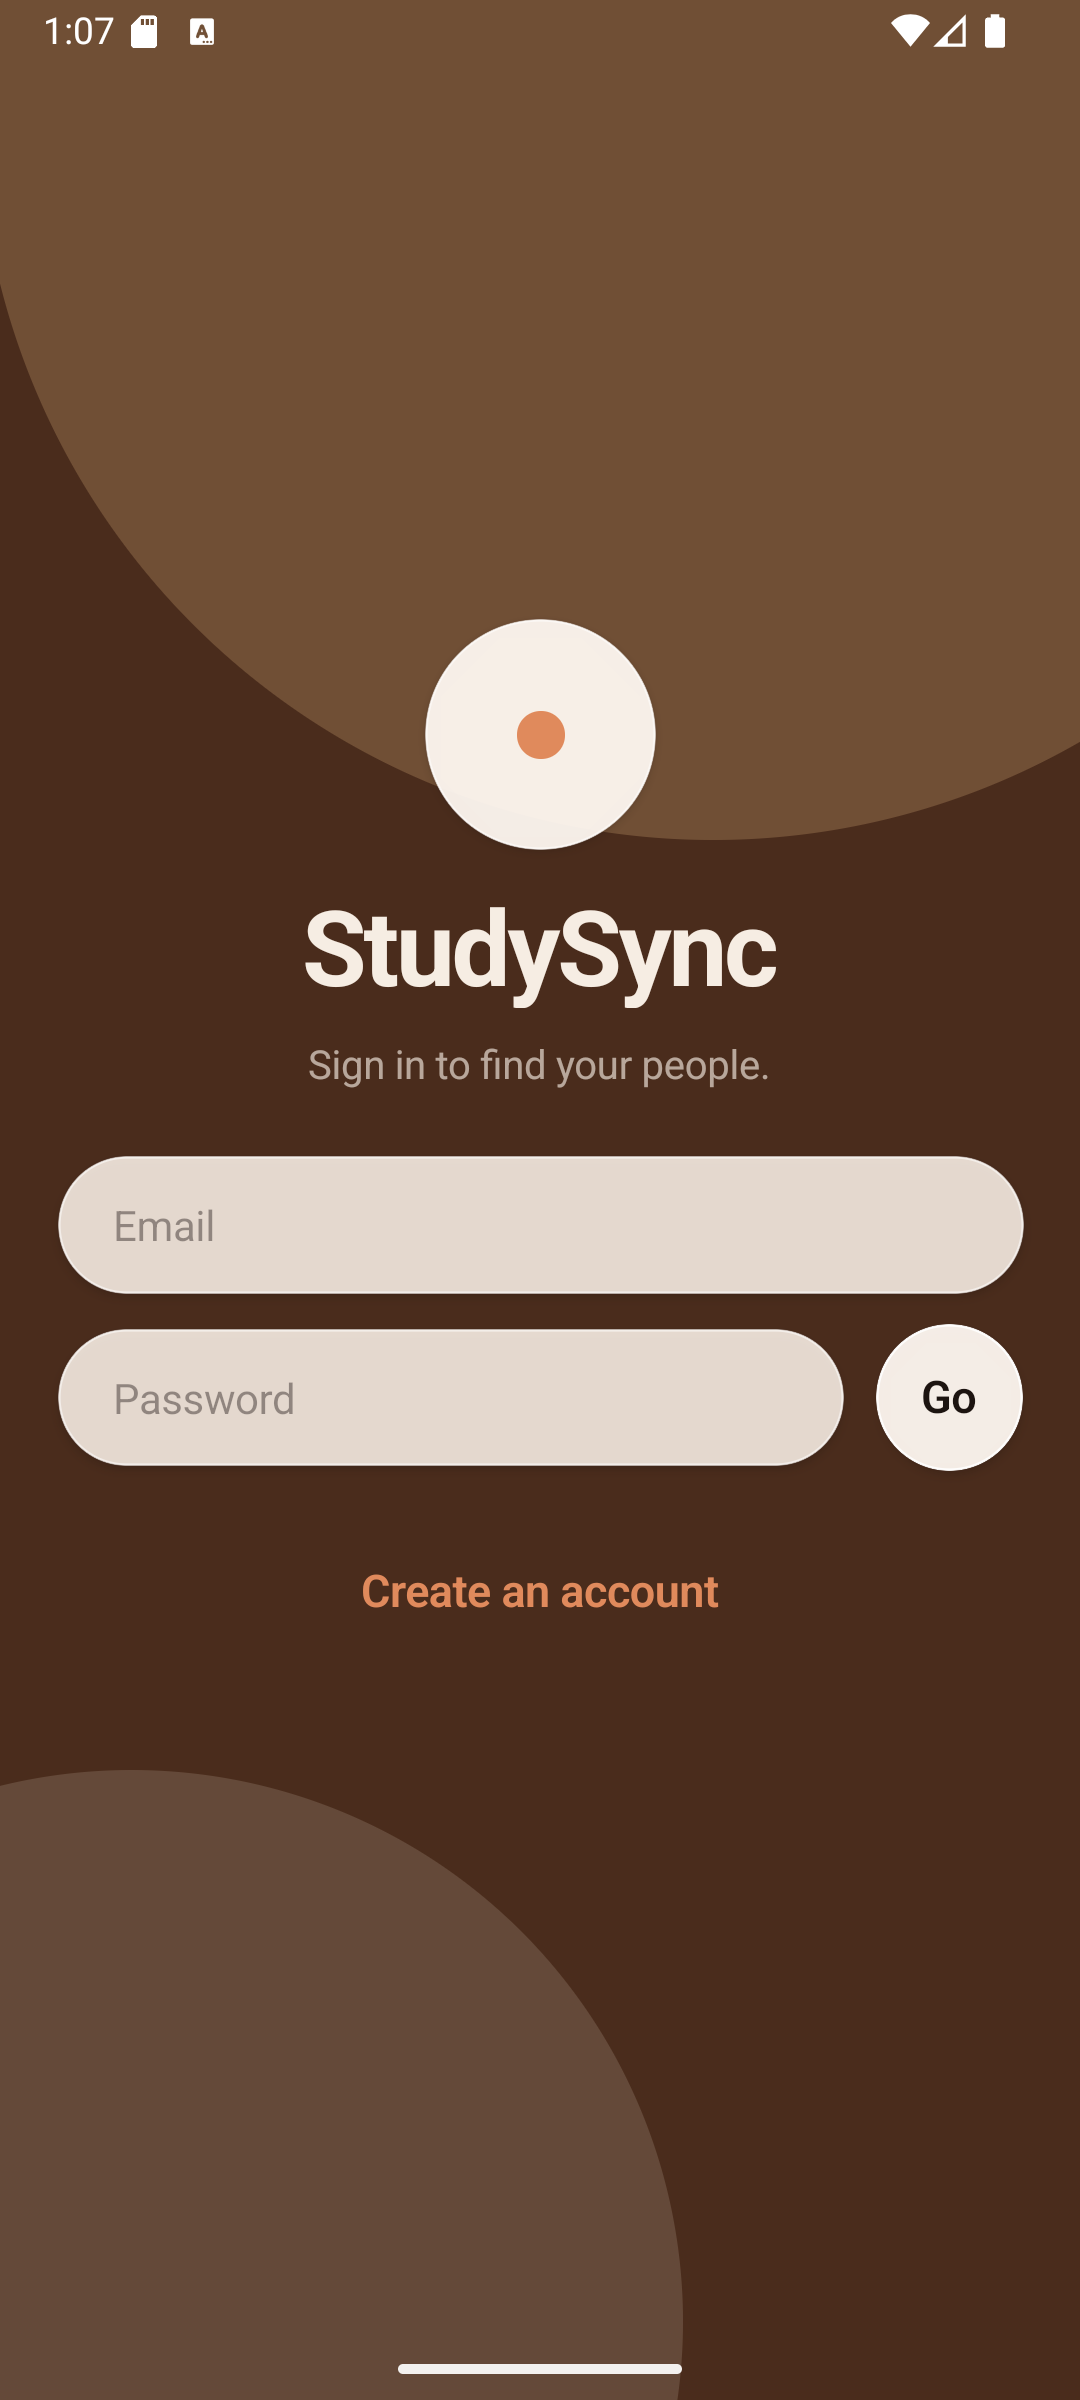 1:07
StudySync
Sign in to find your people.
Email
Password
Go
Create an account